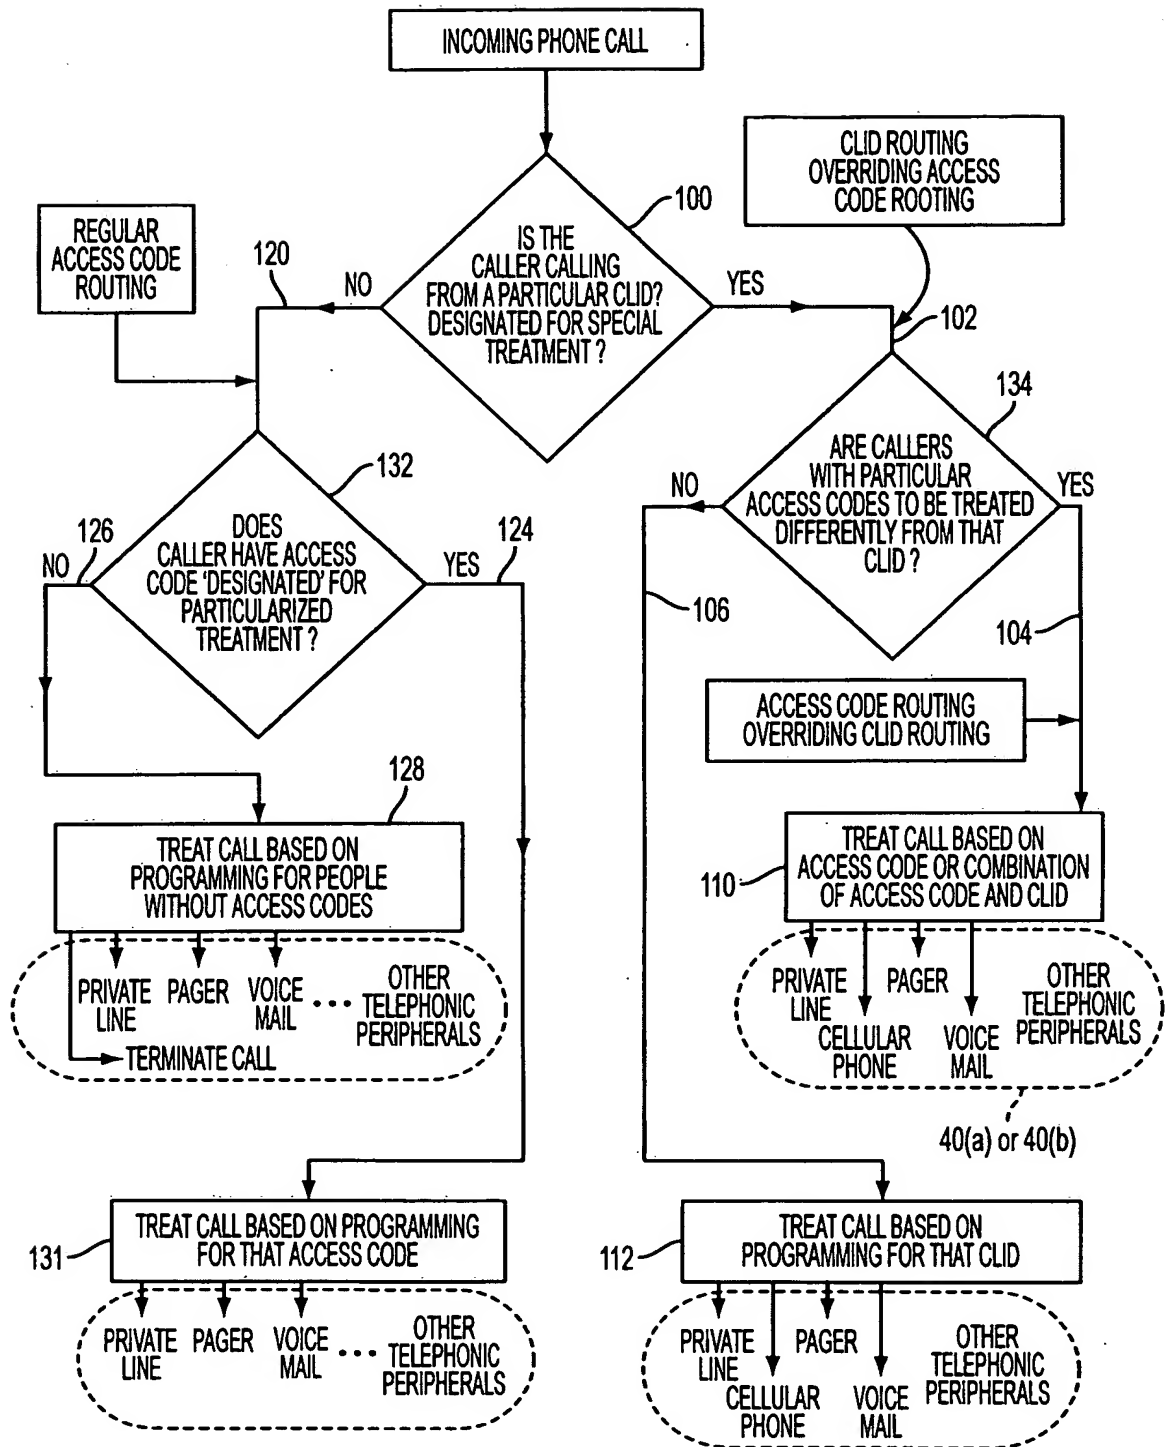 INCOMING PHONE CALL
CLID ROUTING
OVERRIDING ACCESS
CODE ROOTING
REGULAR
ACCESS CODE
ROUTING
100
IS THE
CALLER CALLING
FROM A PARTICULAR CLID?
DESIGNATED FOR SPECIAL
TREATMENT ?
120
NO
YES
102
134
ARE CALLERS
WITH PARTICULAR
ACCESS CODES TO BE TREATED
DIFFERENTLY FROM THAT
CLID ?
NO
YES
106
104
132
DOES
CALLER HAVE ACCESS
CODE 'DESIGNATED' FOR
PARTICULARIZED
TREATMENT ?
NO
126
YES
124
ACCESS CODE ROUTING
OVERRIDING CLID ROUTING
128
TREAT CALL BASED ON
PROGRAMMING FOR PEOPLE
WITHOUT ACCESS CODES
PRIVATE
LINE
PAGER
VOICE
MAIL
•••
OTHER
TELEPHONIC
PERIPHERALS
TERMINATE CALL
110
TREAT CALL BASED ON
ACCESS CODE OR COMBINATION
OF ACCESS CODE AND CLID
PRIVATE
LINE
CELLULAR
PHONE
PAGER
VOICE
MAIL
OTHER
TELEPHONIC
PERIPHERALS
40(a) or 40(b)
131
TREAT CALL BASED ON PROGRAMMING
FOR THAT ACCESS CODE
PRIVATE
LINE
PAGER
VOICE
MAIL
•••
OTHER
TELEPHONIC
PERIPHERALS
112
TREAT CALL BASED ON
PROGRAMMING FOR THAT CLID
PRIVATE
LINE
CELLULAR
PHONE
PAGER
VOICE
MAIL
OTHER
TELEPHONIC
PERIPHERALS